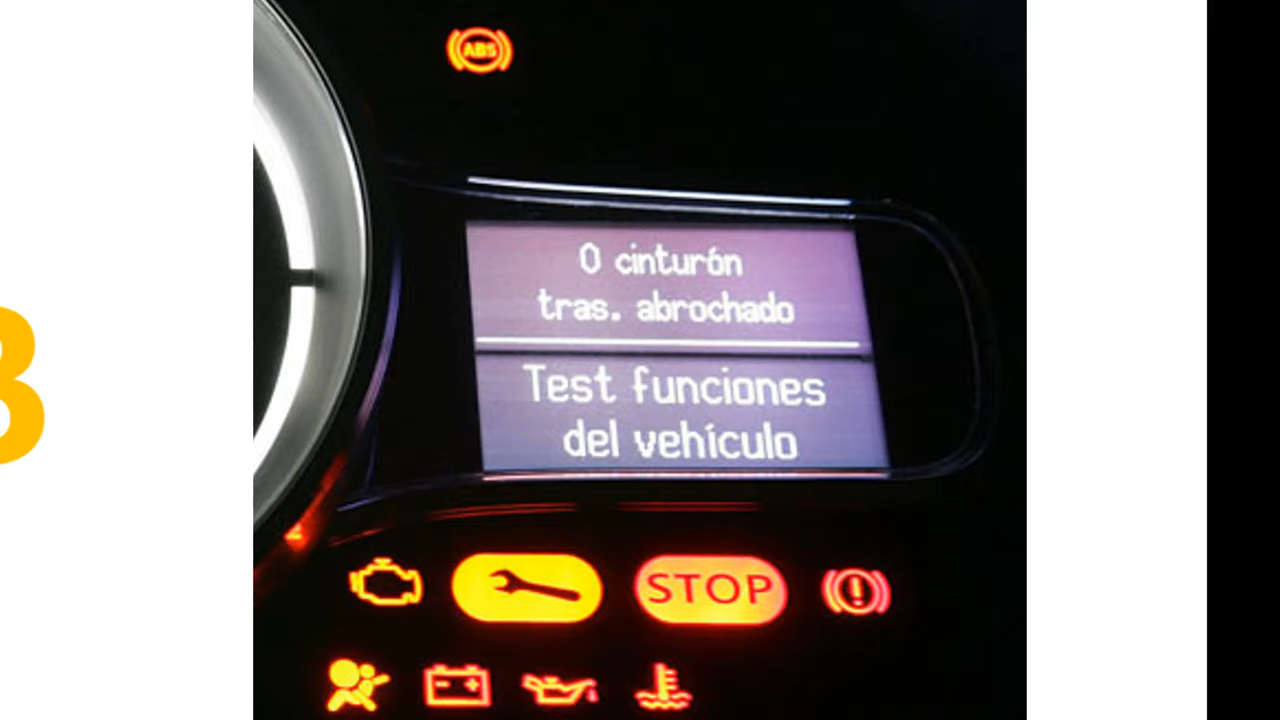 ABS
0 cinturón
tras. abrochado
Test funciones
del vehículo
STOP